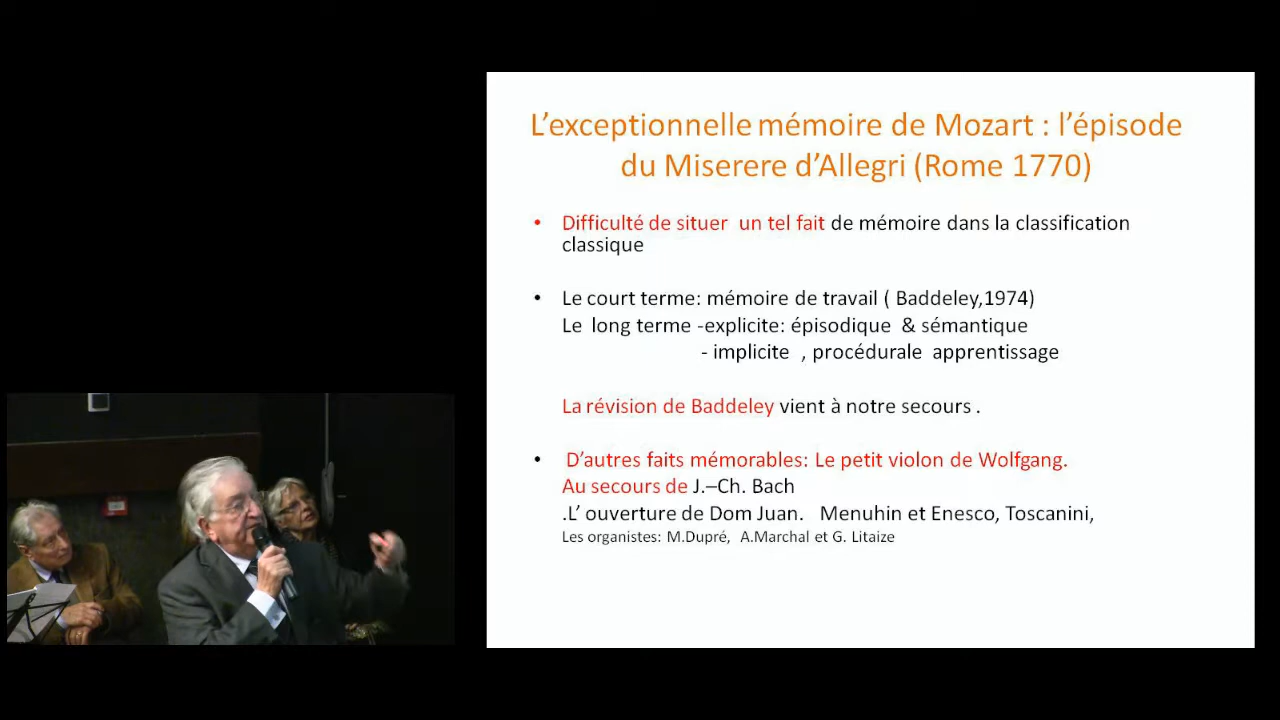 L’exceptionnelle mémoire de Mozart : l’épisode
du Miserere d’Allegri (Rome 1770)
• Difficulté de situer un tel fait de mémoire dans la classification
classique
• Le court terme: mémoire de travail ( Baddeley,1974)
Le long terme -explicite: épisodique & sémantique
- implicite , procédurale apprentissage
La révision de Baddeley vient à notre secours .
• D’autres faits mémorables: Le petit violon de Wolfgang.
Au secours de J.–Ch. Bach
.L’ ouverture de Dom Juan. Menuhin et Enesco, Toscanini,
Les organistes: M.Dupré, A.Marchal et G. Litaize